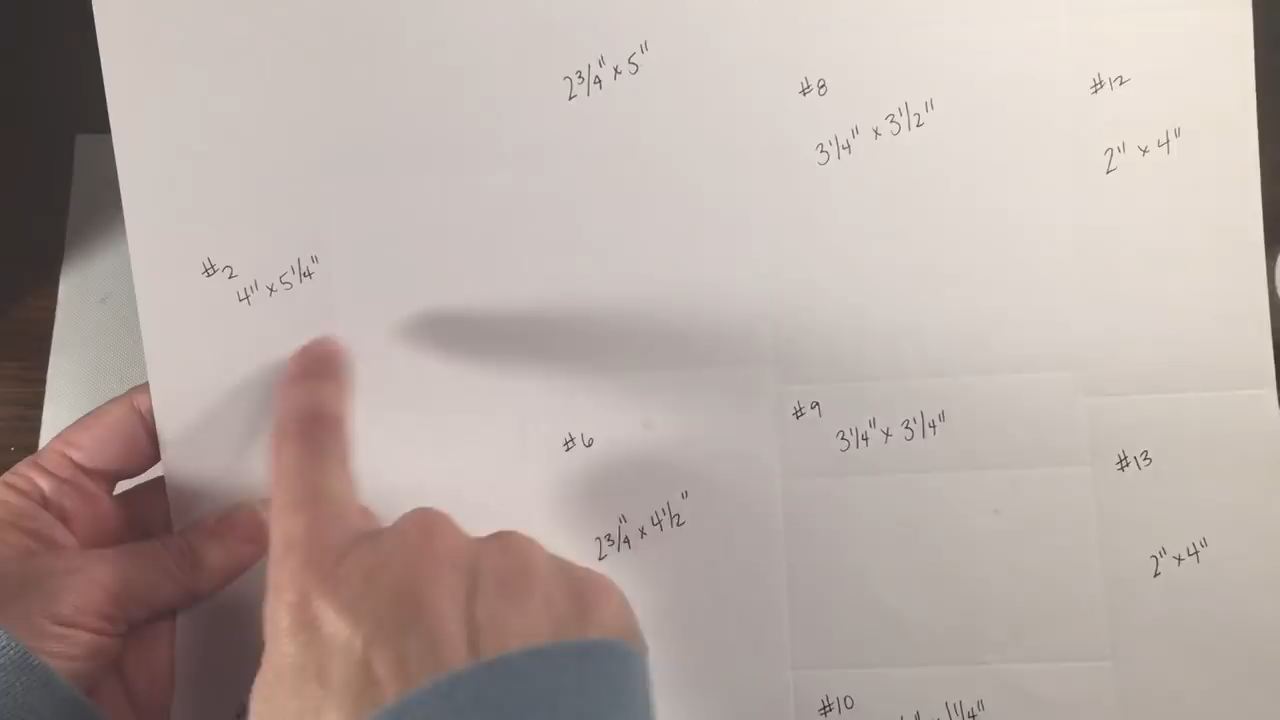 2 3/4" x 5"
#8
3 1/4" x 3 1/2"
#12
2" x 4"
#2
4" x 5 1/4"
#6
2 3/4" x 4 1/2"
#9
3 1/4" x 3 1/4"
#13
2" x 4"
#10